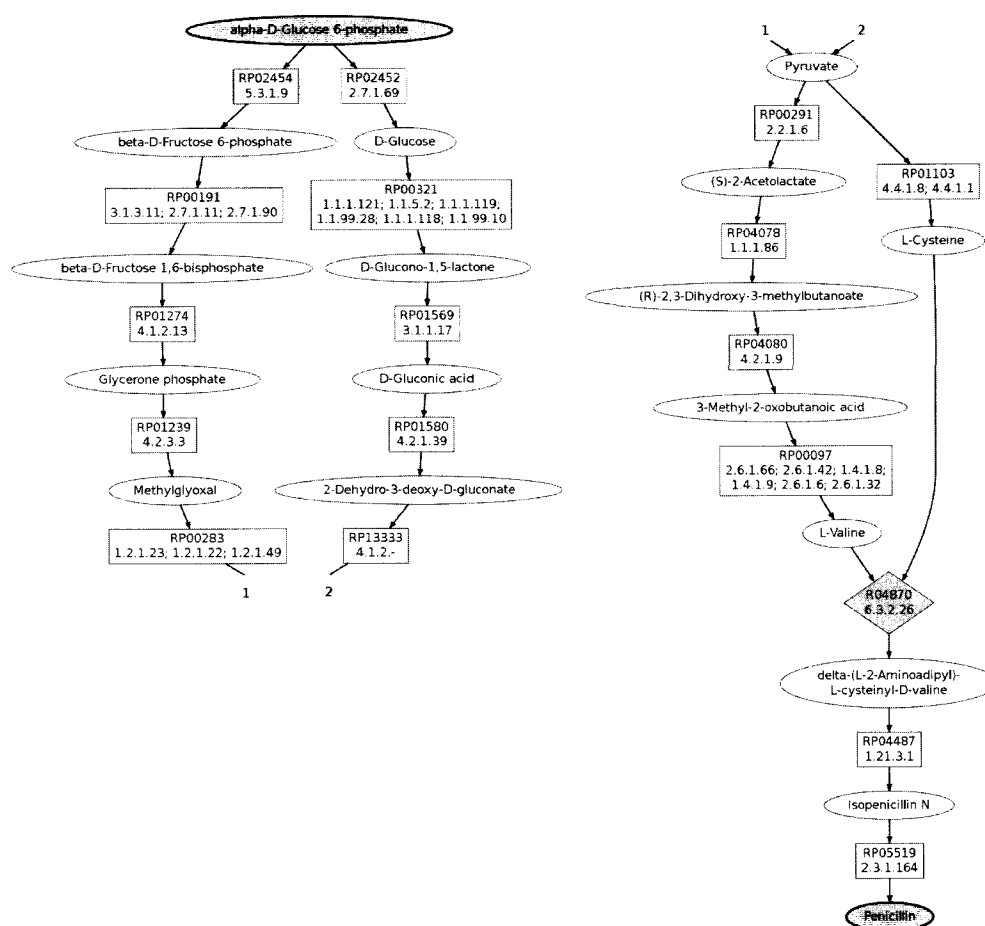 alpha-D-Glucose 6-phosphate
RP02454
5.3.1.9
RP02452
2.7.1.69
beta-D-Fructose 6-phosphate
D-Glucose
RP00191
3.1.3.11; 2.7.1.11; 2.7.1.90
RP00321
1.1.1.121; 1.1.5.2; 1.1.1.119;
1.1.99.28; 1.1.1.118; 1.1.99.10
beta-D-Fructose 1,6-bisphosphate
D-Glucono-1,5-lactone
RP01274
4.1.2.13
RP01569
3.1.1.17
Glycerone phosphate
D-Gluconic acid
RP01239
4.2.3.3
RP01580
4.2.1.39
Methylglyoxal
2-Dehydro-3-deoxy-D-gluconate
RP00283
1.2.1.23; 1.2.1.22; 1.2.1.49
RP13333
4.1.2.-
1
2
1
2
Pyruvate
RP00291
2.2.1.6
RP01103
4.4.1.8; 4.4.1.1
(S)-2-Acetolactate
RP04078
1.1.1.86
L-Cysteine
(R)-2,3-Dihydroxy-3-methylbutanoate
RP04080
4.2.1.9
3-Methyl-2-oxobutanoic acid
RP00097
2.6.1.66; 2.6.1.42; 1.4.1.8;
1.4.1.9; 2.6.1.6; 2.6.1.32
L-Valine
R04870
6.3.2.26
delta-(L-2-Aminoadipyl)-
L-cysteinyl-D-valine
RP04487
1.21.3.1
Isopenicillin N
RP05519
2.3.1.164
Penicillin